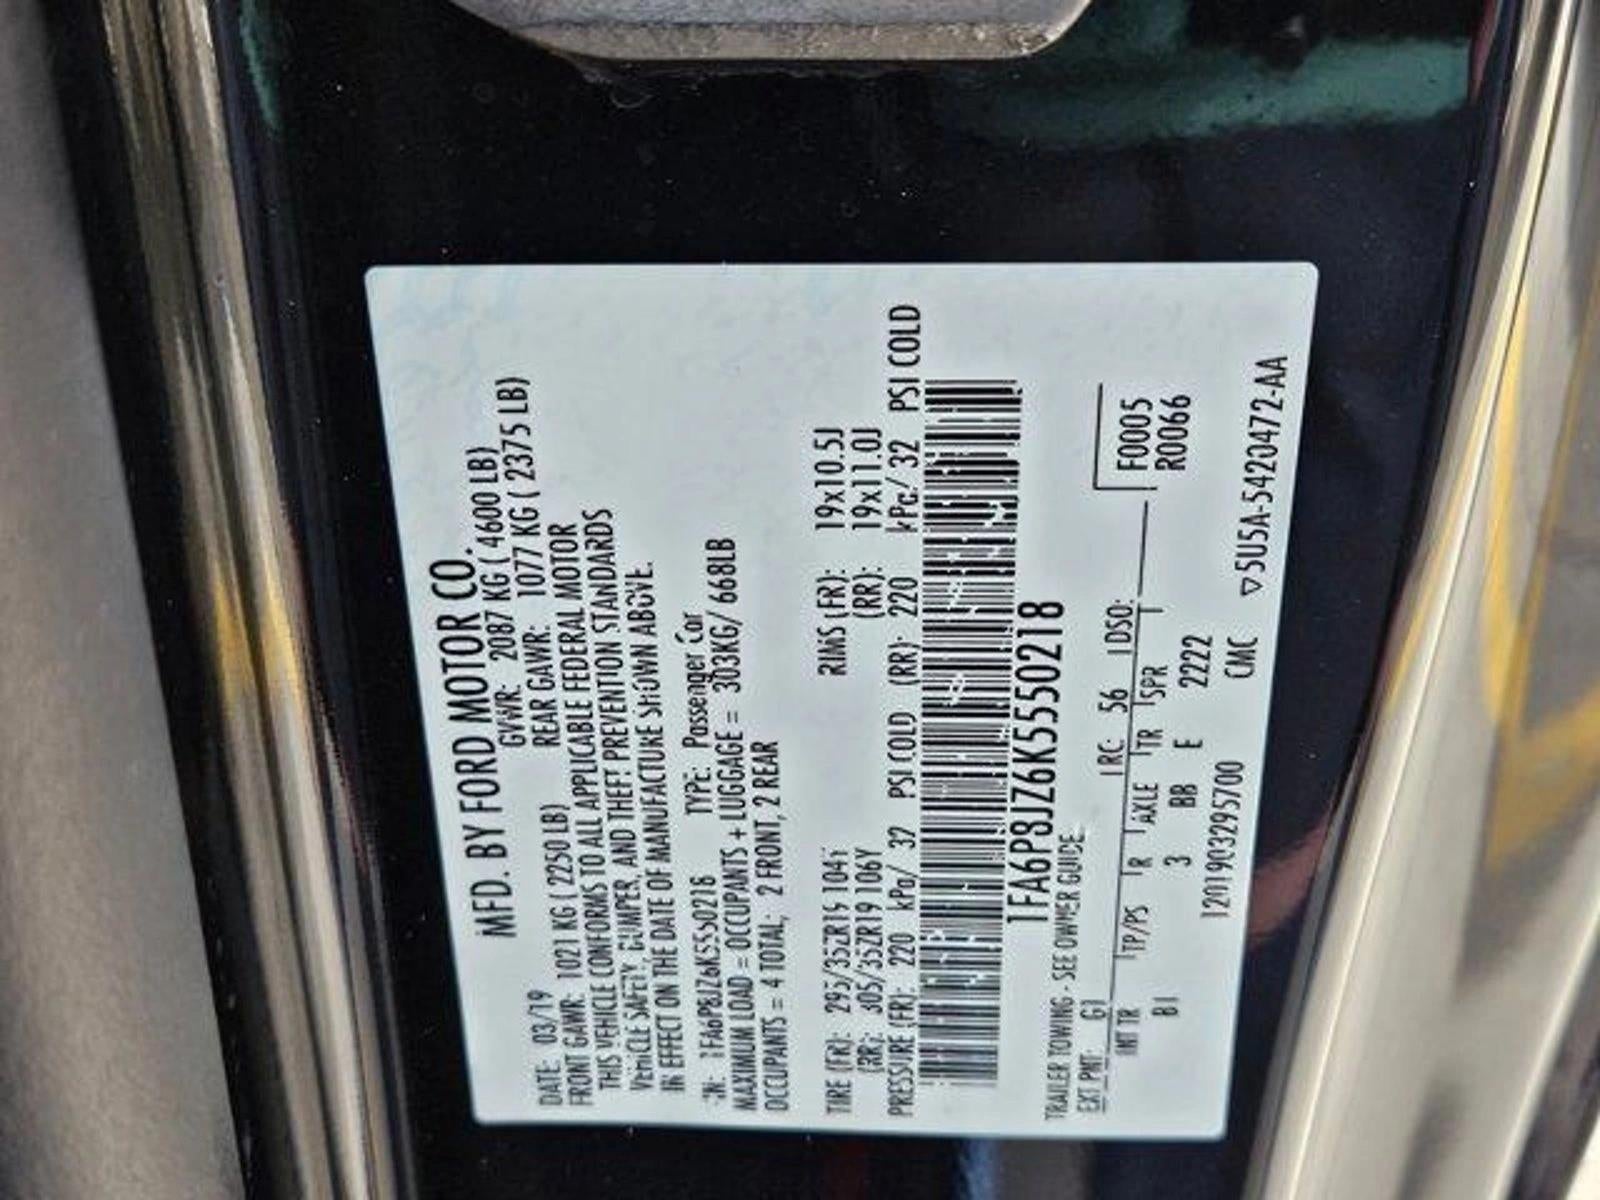 MFD. BY FORD MOTOR CO.
DATE: 03/19 GVWR: 2087 KG ( 4600 LB)
FRONT GAWR: 1021 KG ( 2250 LB) REAR GAWR: 1077 KG ( 2375 LB)
THIS VEHICLE CONFORMS TO ALL APPLICABLE FEDERAL MOTOR
VEHICLE SAFETY, BUMPER, AND THEFT PREVENTION STANDARDS
IN EFFECT ON THE DATE OF MANUFACTURE SHOWN ABOVE.
VIN: 1FA6P8JZ6K5550218 TYPE: Passenger Car
MAXIMUM LOAD = OCCUPANTS + LUGGAGE = 303KG/ 668LB
OCCUPANTS = 4 TOTAL, 2 FRONT, 2 REAR
TIRE (FR): 295/35ZR19 104Y RIMS (FR): 19x10.5J
(RR): 305/35ZR19 106Y (RR): 19x11.0J
PRESSURE (FR): 220 kPa/ 32 PSI COLD (RR): 220 kPa/ 32 PSI COLD
1FA6P8JZ6K5550218
TRAILER TOWING - SEE OWNER GUIDE
EXT PNT: G1 RC: 56 DSO: F0005
INT TR TP/PS R AXLE TR SPR R0066
B1 3 BB E 2222
1201903295700 CMC
▽5U5A-5420472-AA